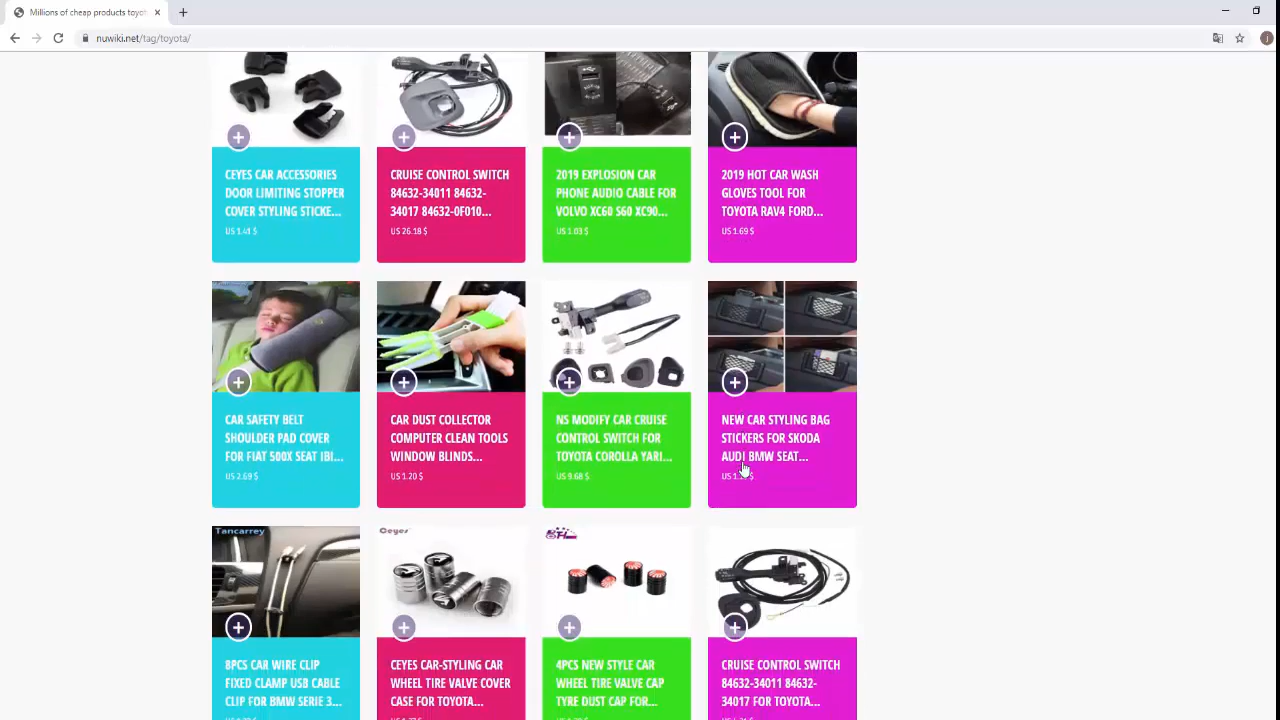 Millions of cheap products toyot
nuwiki.net/tag/toyota/
CEYES CAR ACCESSORIES
DOOR LIMITING STOPPER
COVER STYLING STICKE...
US 1.41 $
CRUISE CONTROL SWITCH
84632-34011 84632-
34017 84632-0F010...
US 26.18 $
2019 EXPLOSION CAR
PHONE AUDIO CABLE FOR
VOLVO XC60 S60 XC90...
US 1.03 $
2019 HOT CAR WASH
GLOVES TOOL FOR
TOYOTA RAV4 FORD...
US 1.69 $
CAR SAFETY BELT
SHOULDER PAD COVER
FOR FIAT 500X SEAT IBI...
US 2.69 $
CAR DUST COLLECTOR
COMPUTER CLEAN TOOLS
WINDOW BLINDS...
US 1.20 $
NS MODIFY CAR CRUISE
CONTROL SWITCH FOR
TOYOTA COROLLA YARI...
US 9.68 $
NEW CAR STYLING BAG
STICKERS FOR SKODA
AUDI BMW SEAT...
Tancarrey
8PCS CAR WIRE CLIP
FIXED CLAMP USB CABLE
CLIP FOR BMW SERIE 3...
Ceyes
CEYES CAR-STYLING CAR
WHEEL TIRE VALVE COVER
CASE FOR TOYOTA...
4PCS NEW STYLE CAR
WHEEL TIRE VALVE CAP
TYRE DUST CAP FOR...
CRUISE CONTROL SWITCH
84632-34011 84632-
34017 FOR TOYOTA...